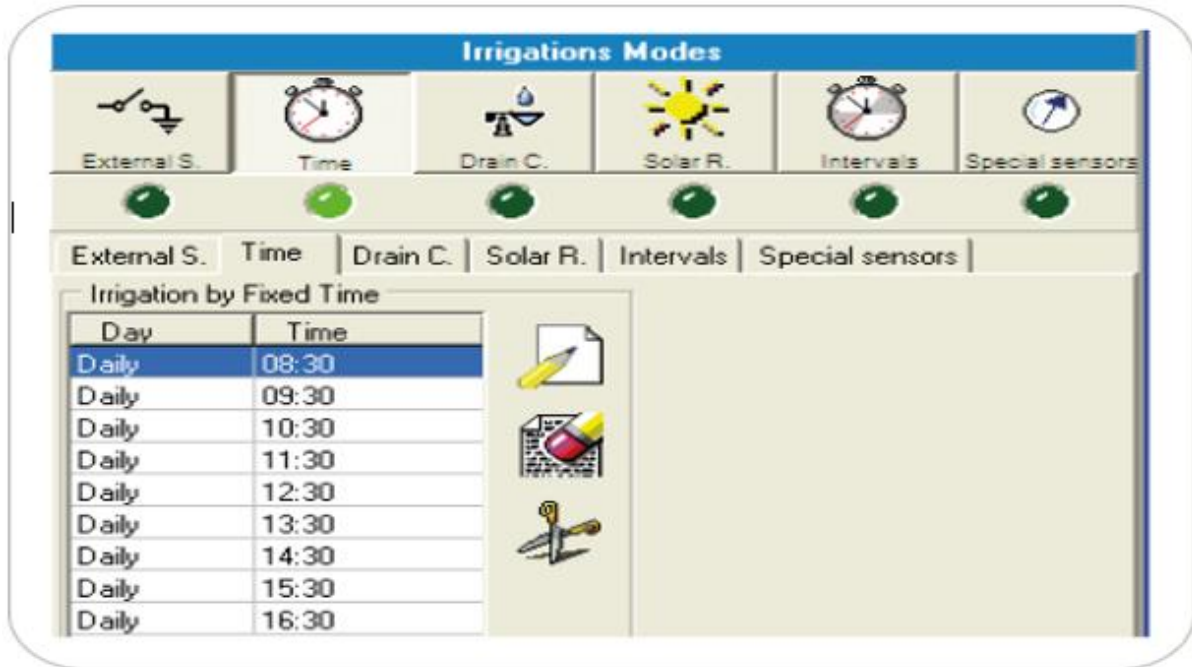 Irrigations Modes
External S. Time Drain C. Solar R. Intervals Special sensors
External S. Time Drain C. Solar R. Intervals Special sensors
Irrigation by Fixed Time
Day Time
Daily 08:30
Daily 09:30
Daily 10:30
Daily 11:30
Daily 12:30
Daily 13:30
Daily 14:30
Daily 15:30
Daily 16:30